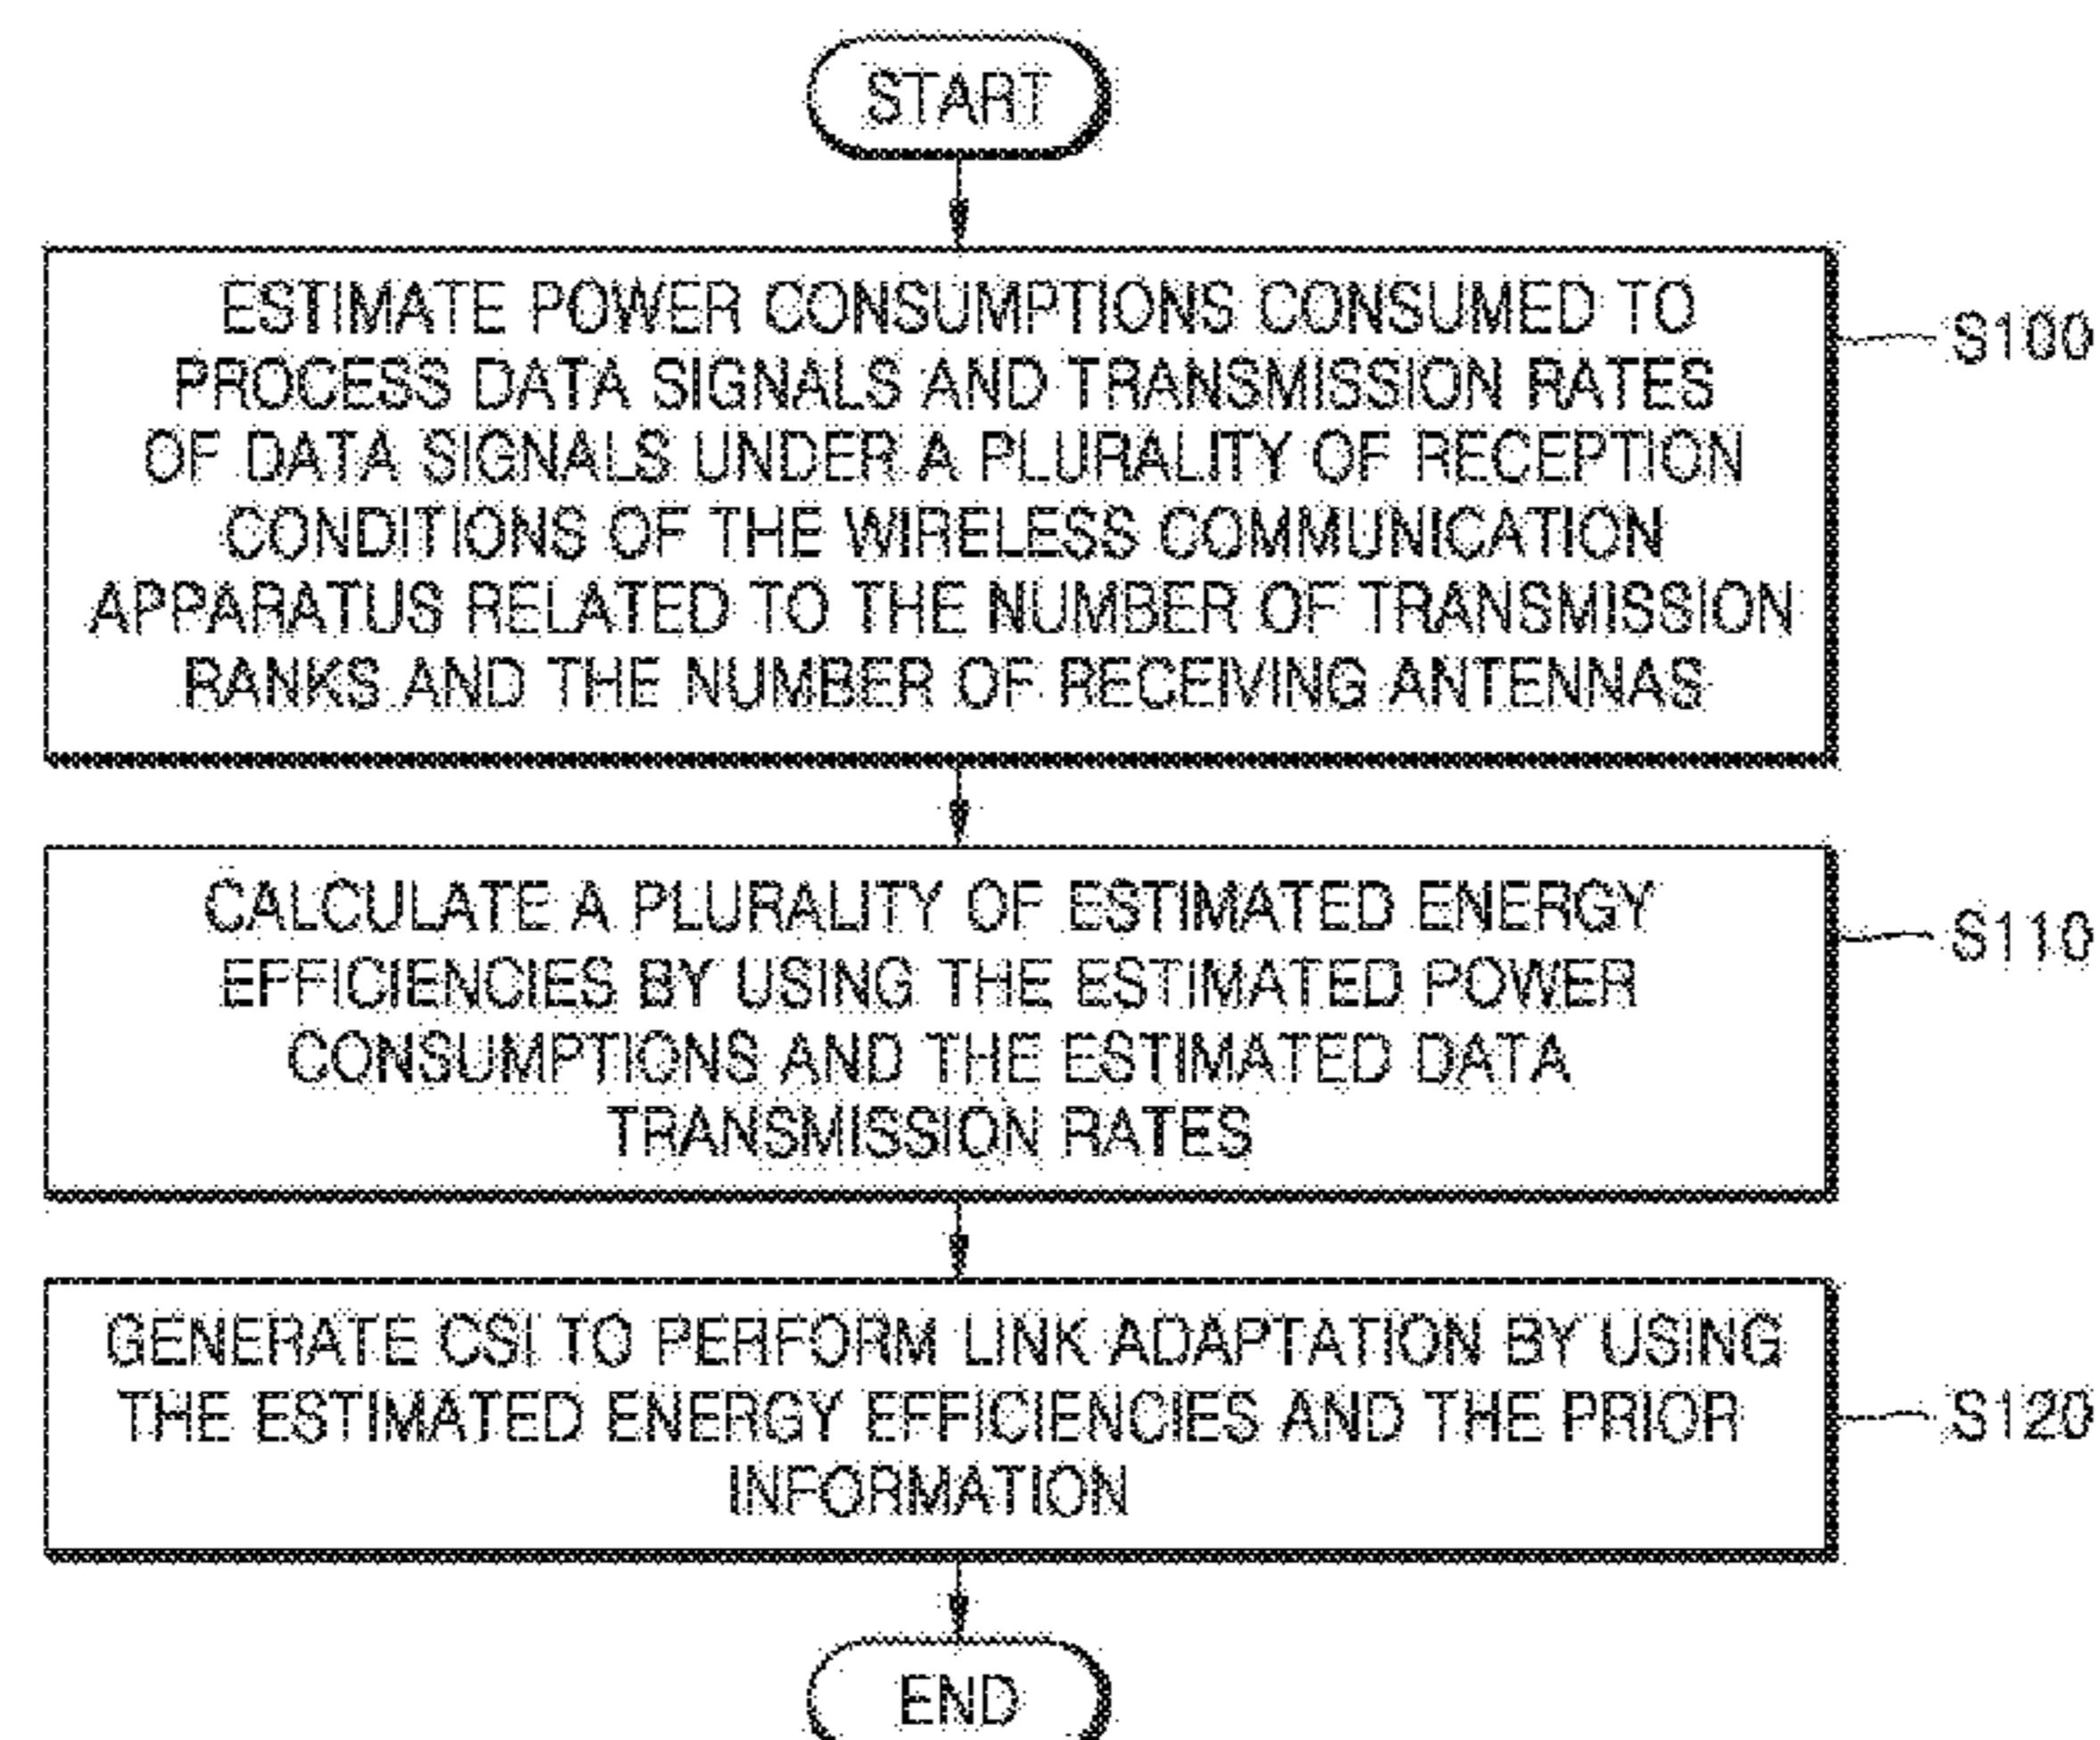 START
ESTIMATE POWER CONSUMPTIONS CONSUMED TO
PROCESS DATA SIGNALS AND TRANSMISSION RATES
OF DATA SIGNALS UNDER A PLURALITY OF RECEPTION
CONDITIONS OF THE WIRELESS COMMUNICATION
APPARATUS RELATED TO THE NUMBER OF TRANSMISSION
RANKS AND THE NUMBER OF RECEIVING ANTENNAS
S100
CALCULATE A PLURALITY OF ESTIMATED ENERGY
EFFICIENCIES BY USING THE ESTIMATED POWER
CONSUMPTIONS AND THE ESTIMATED DATA
TRANSMISSION RATES
S110
GENERATE CSI TO PERFORM LINK ADAPTATION BY USING
THE ESTIMATED ENERGY EFFICIENCIES AND THE PRIOR
INFORMATION
S120
END